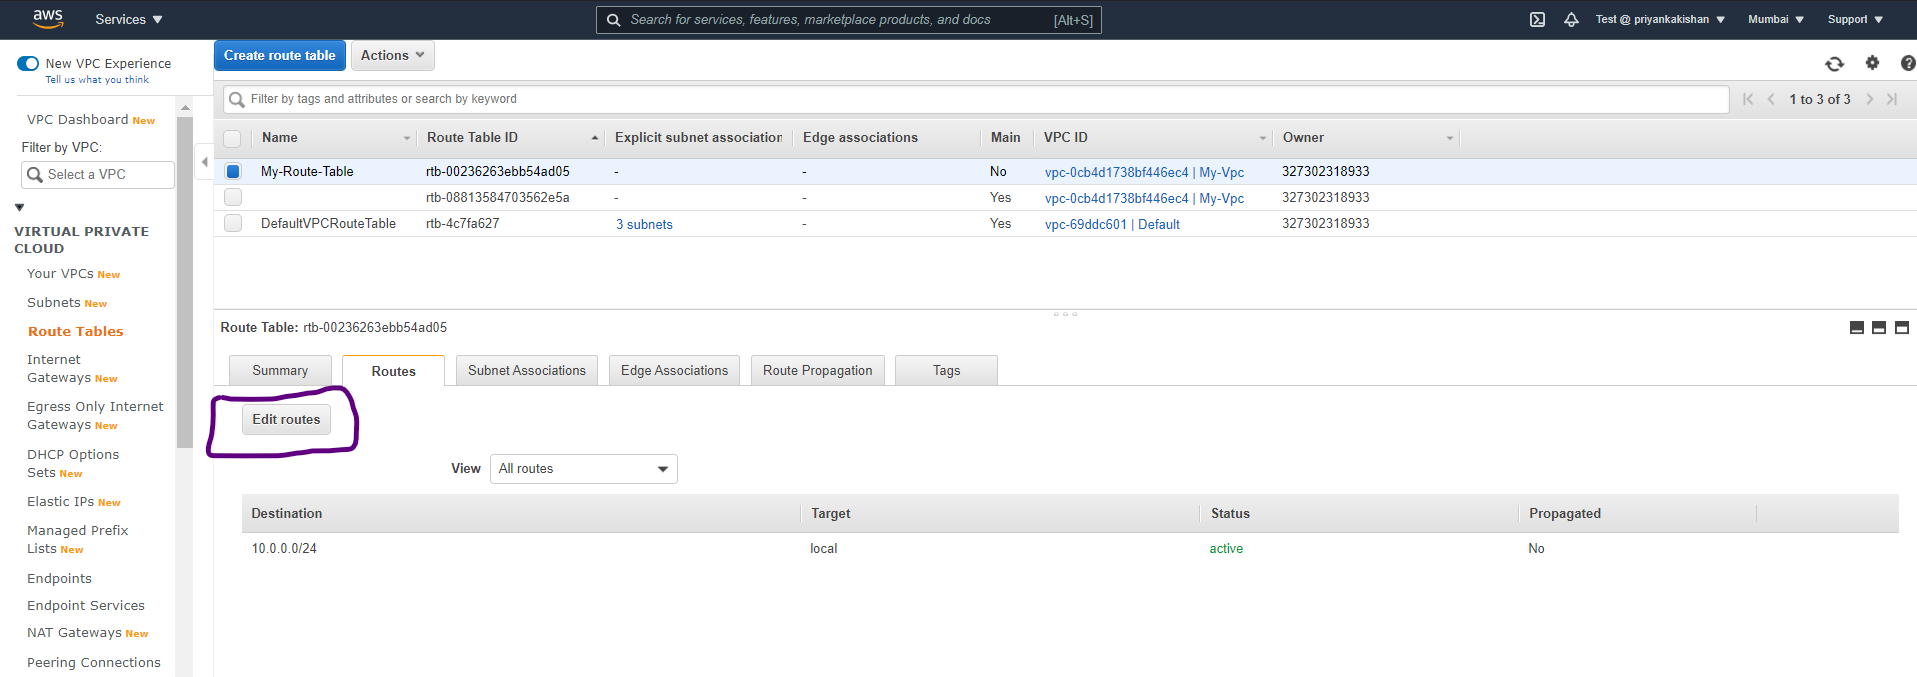 aws Services Search for services, features, marketplace products, and docs [Alt+S] Test @ priyankakishan Mumbai Support
New VPC Experience
Tell us what you think
Create route table Actions
VPC Dashboard New
Filter by VPC:
Select a VPC
VIRTUAL PRIVATE
CLOUD
Your VPCs New
Subnets New
Route Tables
Internet
Gateways New
Egress Only Internet
Gateways New
DHCP Options
Sets New
Elastic IPs New
Managed Prefix
Lists New
Endpoints
Endpoint Services
NAT Gateways New
Peering Connections
Filter by tags and attributes or search by keyword 1 to 3 of 3
Name Route Table ID Explicit subnet association Edge associations Main VPC ID Owner
My-Route-Table rtb-00236263ebb54ad05 - - No vpc-0cb4d1738bf446ec4 | My-Vpc 327302318933
rtb-08813584703562e5a - - Yes vpc-0cb4d1738bf446ec4 | My-Vpc 327302318933
DefaultVPCRouteTable rtb-4c7fa627 3 subnets - Yes vpc-69ddc601 | Default 327302318933
Route Table: rtb-00236263ebb54ad05
Summary Routes Subnet Associations Edge Associations Route Propagation Tags
Edit routes
View All routes
Destination Target Status Propagated
10.0.0.0/24 local active No